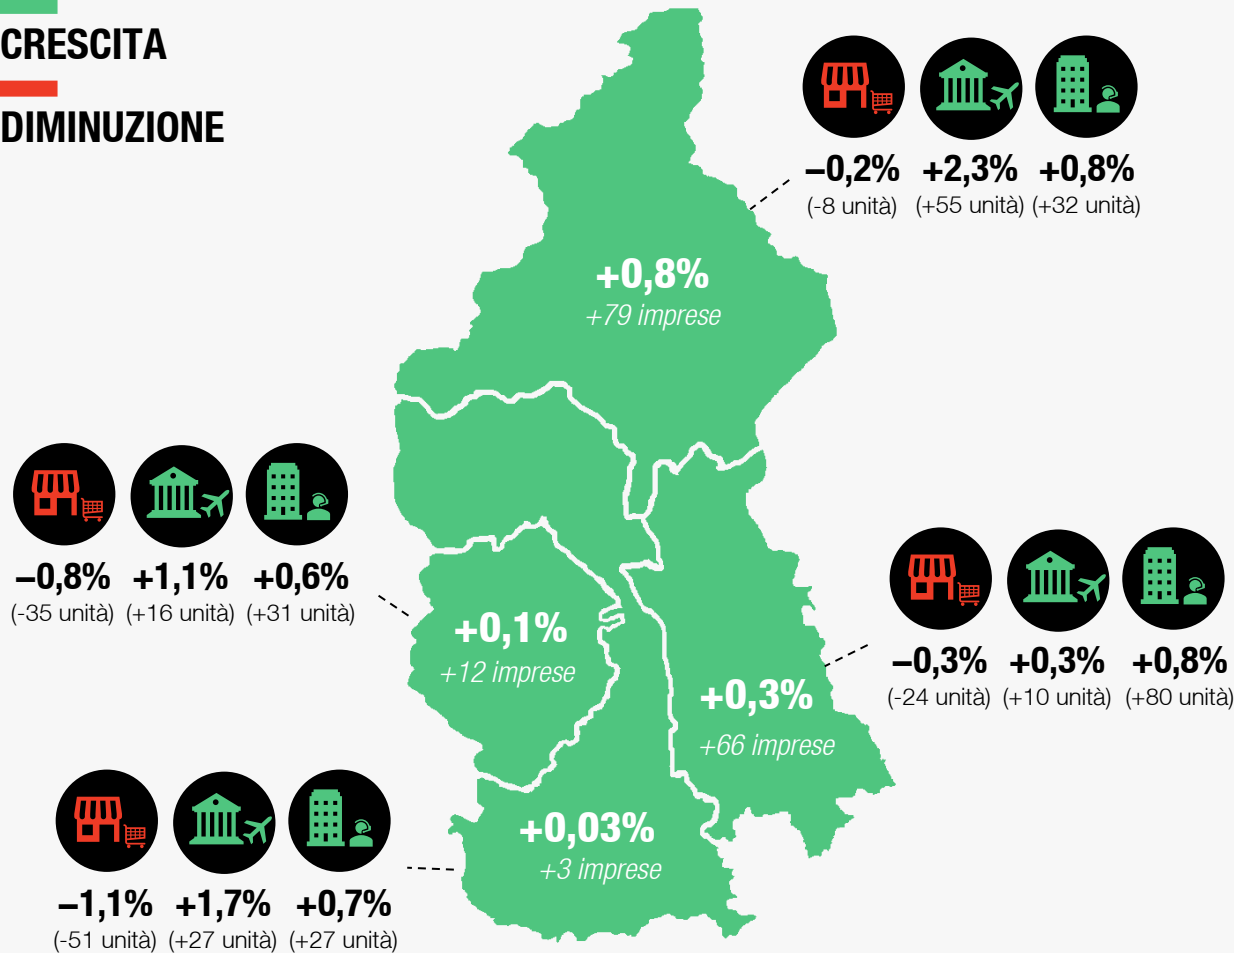 CRESCITA
DIMINUZIONE
–0,2% +2,3% +0,8%
(-8 unità) (+55 unità) (+32 unità)
+0,8%
+79 imprese
–0,8% +1,1% +0,6%
(-35 unità) (+16 unità) (+31 unità)
+0,1%
+12 imprese
–0,3% +0,3% +0,8%
(-24 unità) (+10 unità) (+80 unità)
+0,3%
+66 imprese
+0,03%
+3 imprese
–1,1% +1,7% +0,7%
(-51 unità) (+27 unità) (+27 unità)